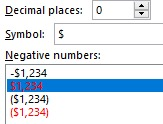 Decimal places: 0
Symbol: $
Negative numbers:
-$1,234
$1,234
($1,234)
($1,234)